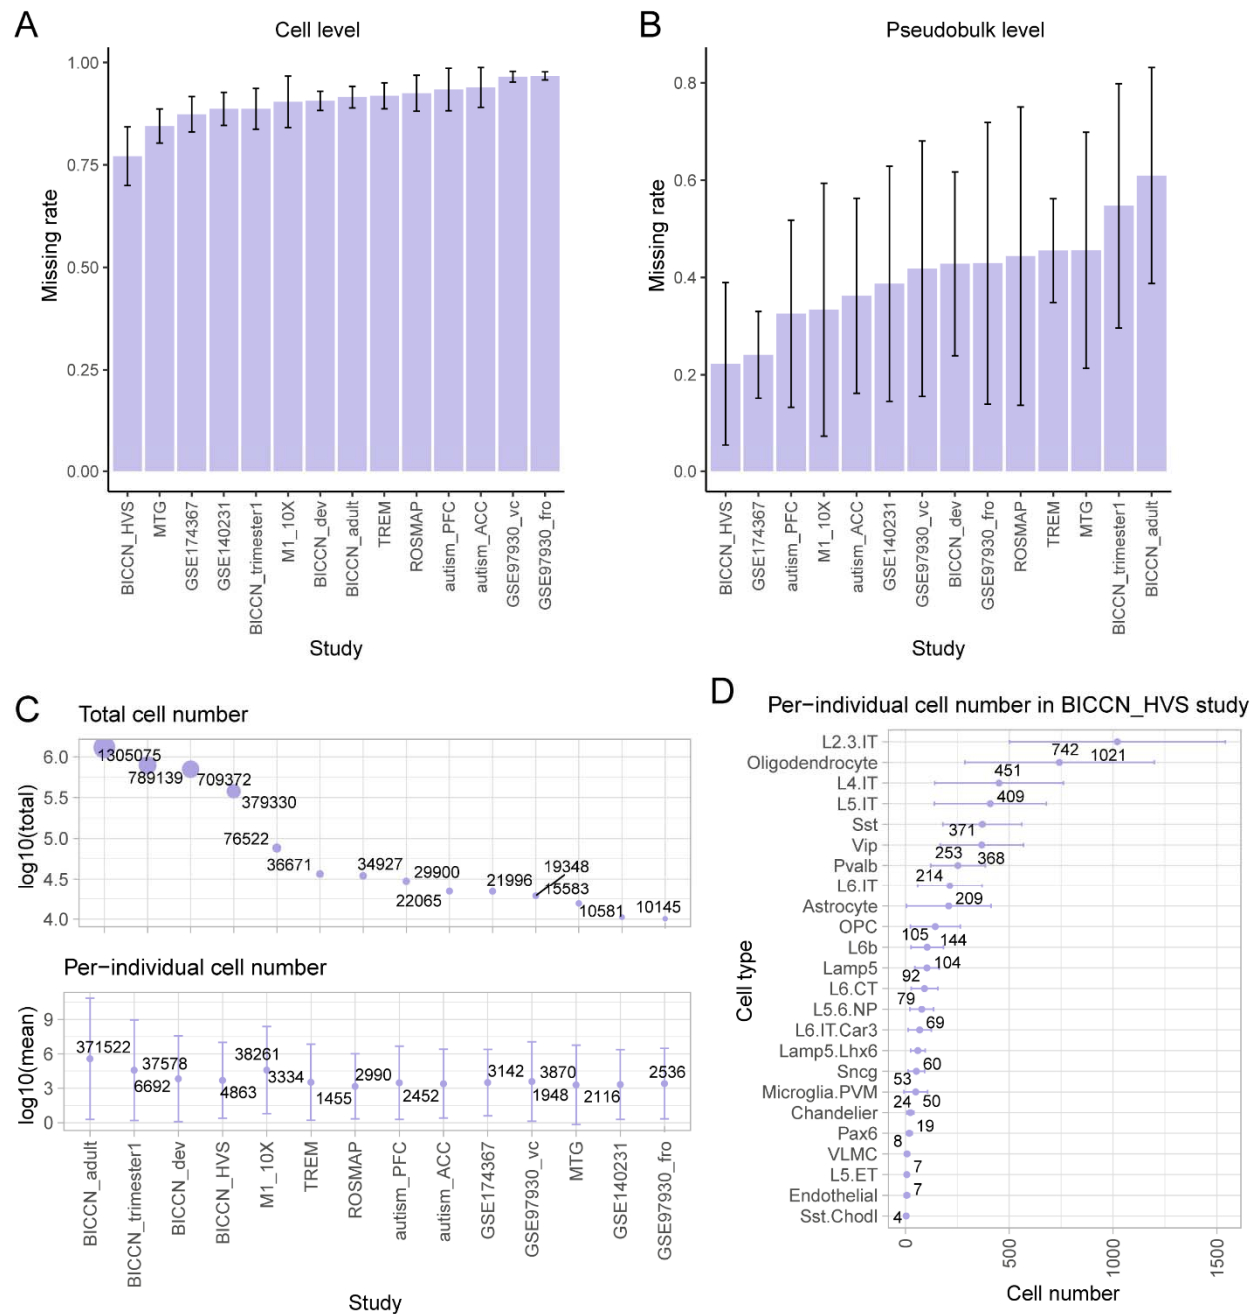 A
Cell level
1.00
0.75
0.50
0.25
0.00
Missing rate
BICCN_HVS
MTG
GSE174367
GSE140231
BICCN_trimester1
M1_10X
BICCN_dev
BICCN_adult
TREM
ROSMAP
autism_PFC
autism_ACC
GSE97930_vc
GSE97930_fro
Study
B
Pseudobulk level
0.8
0.6
0.4
0.2
0.0
Missing rate
BICCN_HVS
GSE174367
autism_PFC
M1_10X
autism_ACC
GSE140231
GSE97930_vc
BICCN_dev
GSE97930_fro
ROSMAP
TREM
MTG
BICCN_trimester1
BICCN_adult
Study
C
Total cell number
log10(total)
6.0
5.5
5.0
4.5
4.0
1305075
789139
709372
379330
76522
36671
34927
29900
22065
21996
19348
15583
10581
10145
Per−individual cell number
log10(mean)
9
6
3
0
371522
6692
37578
4863
38261
3334
1455
2990
2452
3142
1948
3870
2116
2536
BICCN_adult
BICCN_trimester1
BICCN_dev
BICCN_HVS
M1_10X
TREM
ROSMAP
autism_PFC
autism_ACC
GSE174367
GSE97930_vc
MTG
GSE140231
GSE97930_fro
Study
D
Per−individual cell number in BICCN_HVS study
Cell type
L2.3.IT
Oligodendrocyte
L4.IT
L5.IT
Sst
Vip
Pvalb
L6.IT
Astrocyte
OPC
L6b
Lamp5
L6.CT
L5.6.NP
L6.IT.Car3
Lamp5.Lhx6
Sncg
Microglia.PVM
Chandelier
Pax6
VLMC
L5.ET
Endothelial
Sst.Chodl
1021
742
451
409
371
368
253
214
209
144
105
104
92
79
69
60
53
50
24
19
8
7
7
4
0
500
1000
1500
Cell number